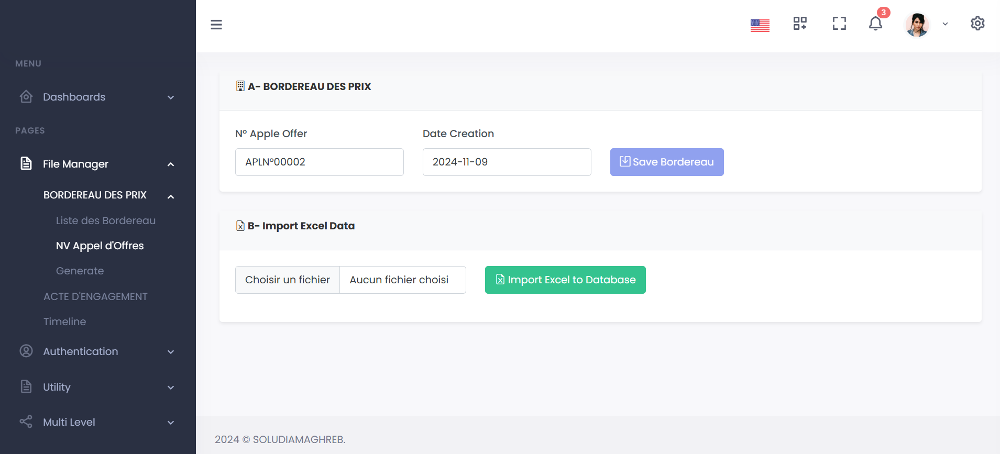 3
MENU
Dashboards
PAGES
File Manager
BORDEREAU DES PRIX
Liste des Bordereau
NV Appel d'Offres
Generate
ACTE D'ENGAGEMENT
Timeline
Authentication
Utility
Multi Level
A- BORDEREAU DES PRIX
N° Apple Offer
Date Creation
APLN°00002
2024-11-09
Save Bordereau
B- Import Excel Data
Choisir un fichier
Aucun fichier choisi
Import Excel to Database
2024 © SOLUDIAMAGHREB.